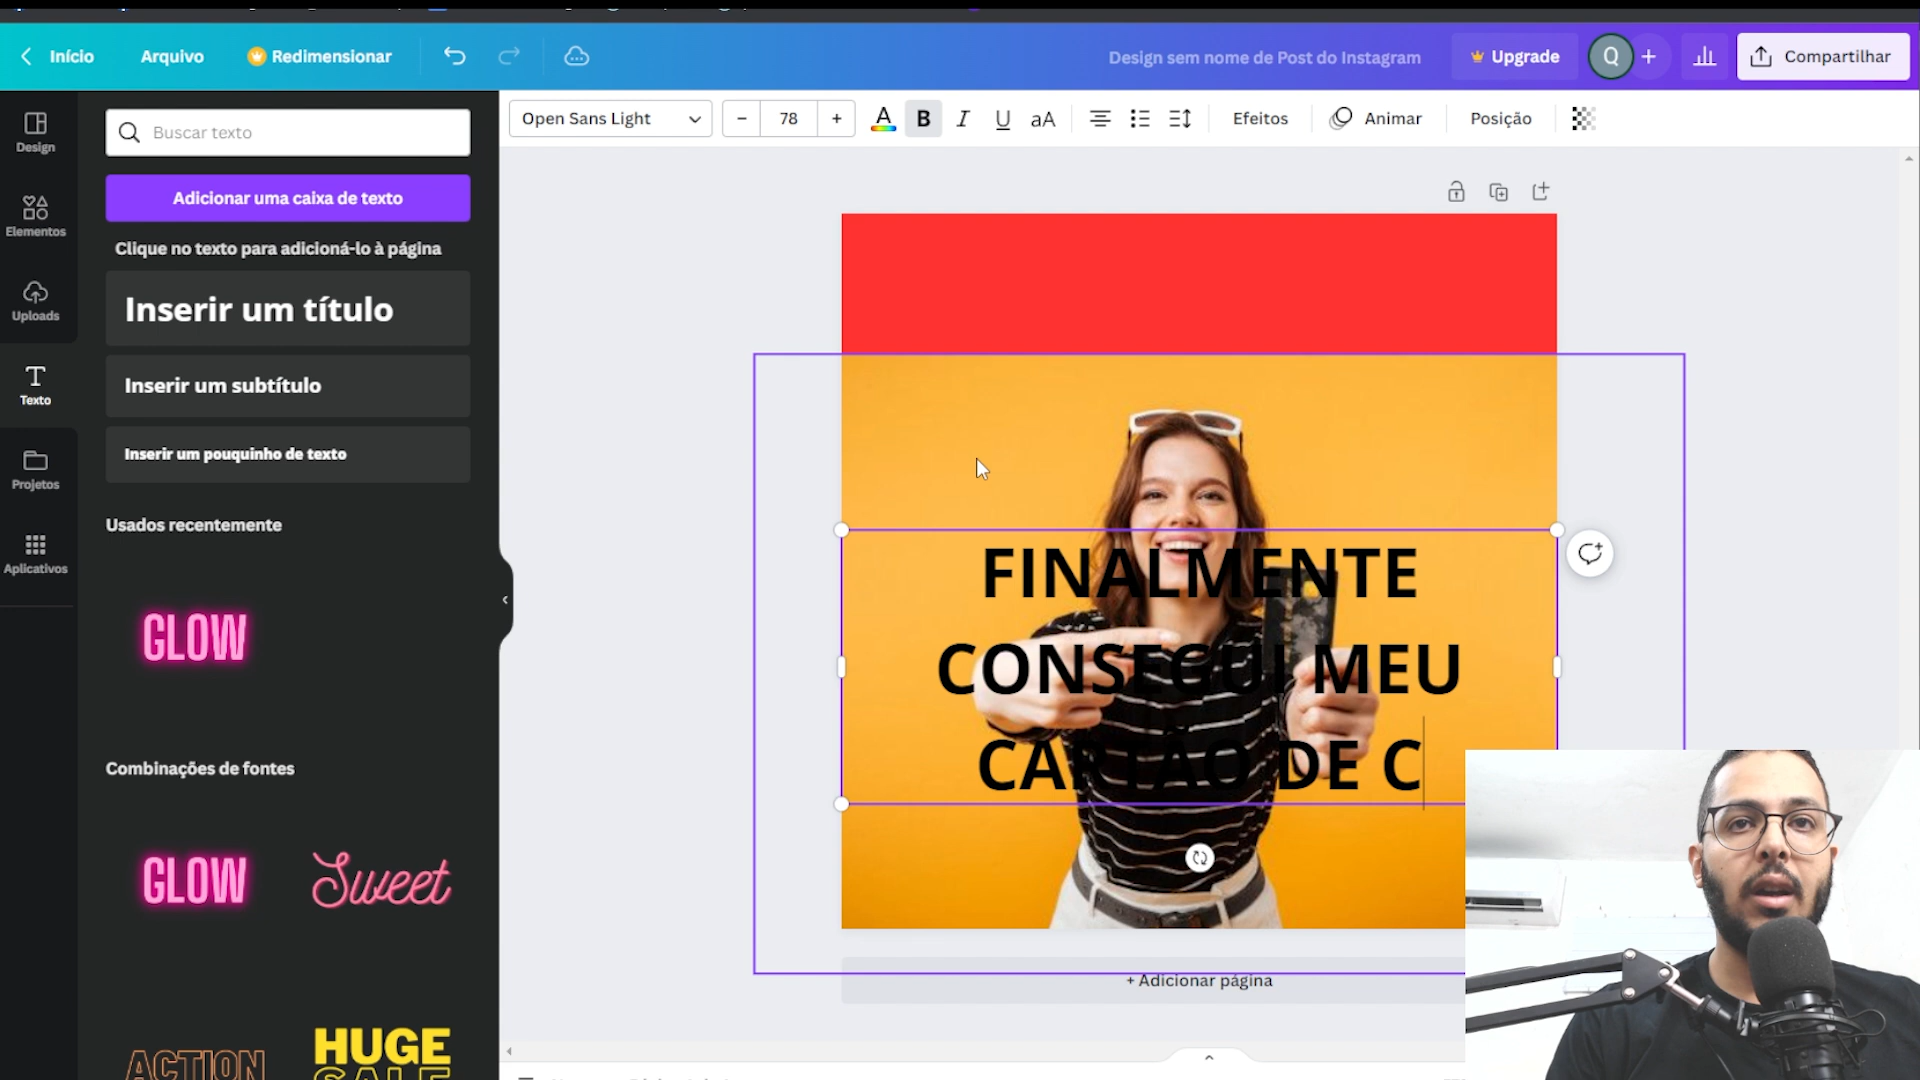 Início
Arquivo
Redimensionar
Design sem nome de Post do Instagram
Upgrade
Q
Compartilhar
Open Sans Light
78
A
B
I
U
aA
Efeitos
Animar
Posição
Design
Elementos
Uploads
Texto
Projetos
Aplicativos
Buscar texto
Adicionar uma caixa de texto
Clique no texto para adicioná-lo à página
Inserir um título
Inserir um subtítulo
Inserir um pouquinho de texto
Usados recentemente
GLOW
Combinações de fontes
GLOW
Sweet
ACTION
HUGE
SALE
FINALMENTE
CONSEGUI MEU
CARTÃO DE C
+ Adicionar página